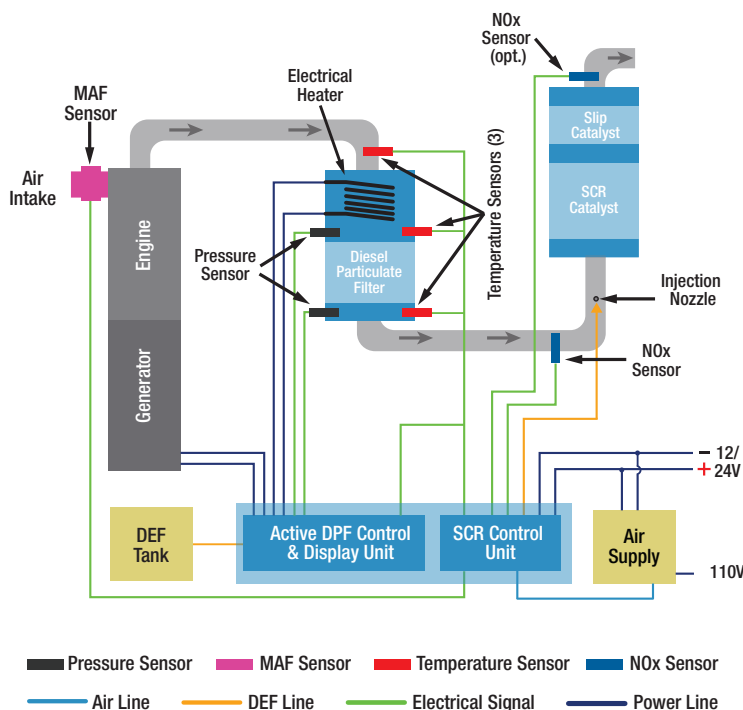 NOx
Sensor
(opt.)
Electrical
Heater
MAF
Sensor
Slip
Catalyst
Temperature Sensors (3)
Air
Intake
SCR
Catalyst
Engine
Pressure
Sensor
Diesel
Particulate
Filter
Injection
Nozzle
NOx
Sensor
Generator
- 12/
+ 24V
DEF
Tank
Active DPF Control
& Display Unit
SCR Control
Unit
Air
Supply
110V
Pressure Sensor
MAF Sensor
Temperature Sensor
NOx Sensor
Air Line
DEF Line
Electrical Signal
Power Line